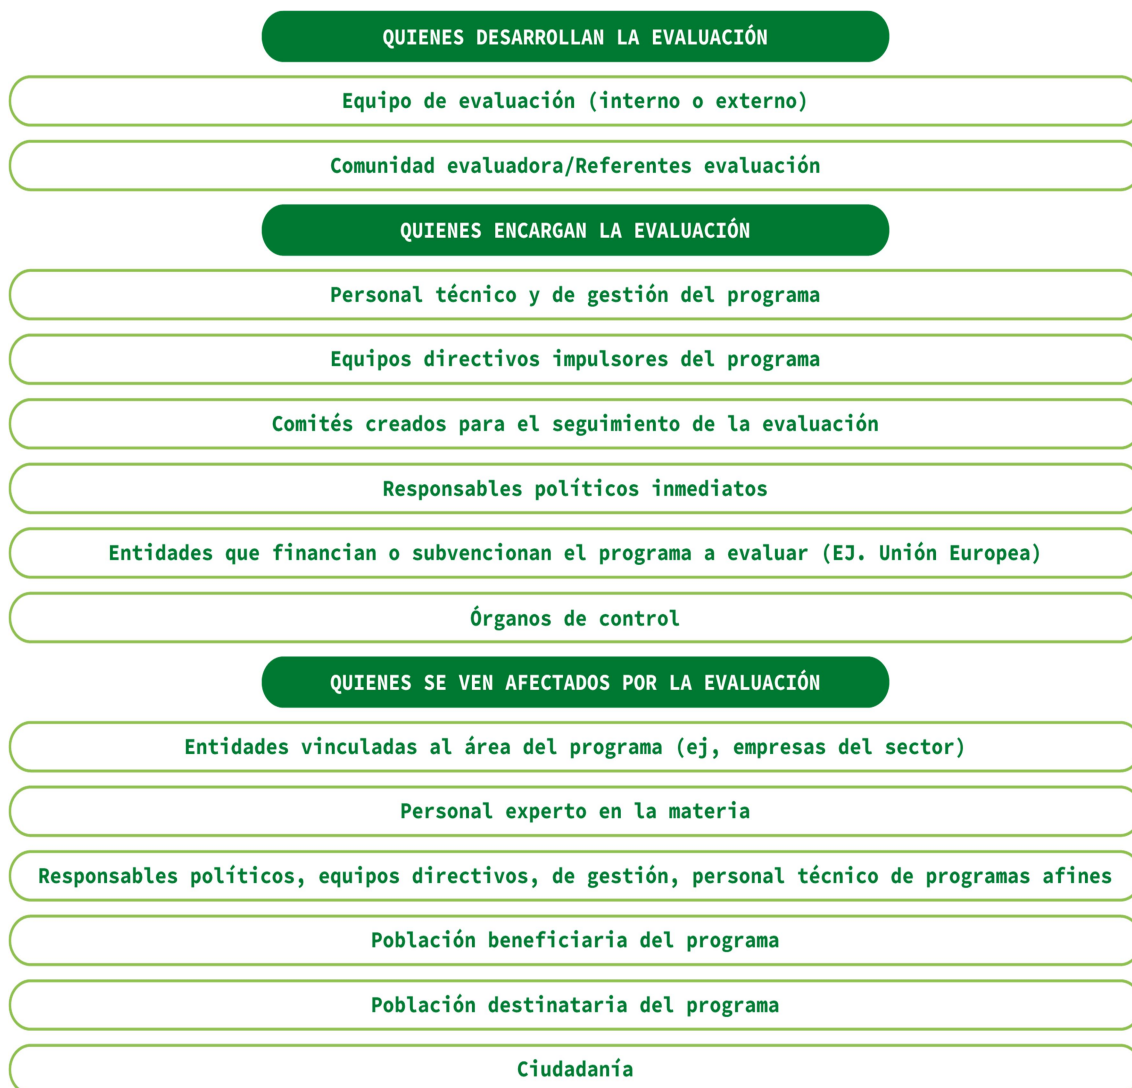 QUIENES DESARROLLAN LA EVALUACIÓN
Equipo de evaluación (interno o externo)
Comunidad evaluadora/Referentes evaluación
QUIENES ENCARGAN LA EVALUACIÓN
Personal técnico y de gestión del programa
Equipos directivos impulsores del programa
Comités creados para el seguimiento de la evaluación
Responsables políticos inmediatos
Entidades que financian o subvencionan el programa a evaluar (EJ. Unión Europea)
Órganos de control
QUIENES SE VEN AFECTADOS POR LA EVALUACIÓN
Entidades vinculadas al área del programa (ej, empresas del sector)
Personal experto en la materia
Responsables políticos, equipos directivos, de gestión, personal técnico de programas afines
Población beneficiaria del programa
Población destinataria del programa
Ciudadanía